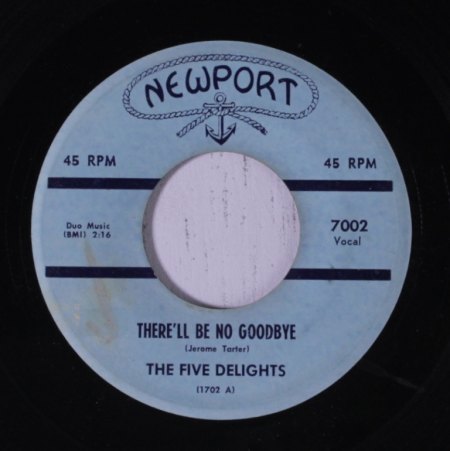 NEWPORT
45 RPM 45 RPM
Duo Music 7002
(BMI) 2:16 Vocal
THERE'LL BE NO GOODBYE
(Jerome Tarter)
THE FIVE DELIGHTS
(1702 A)